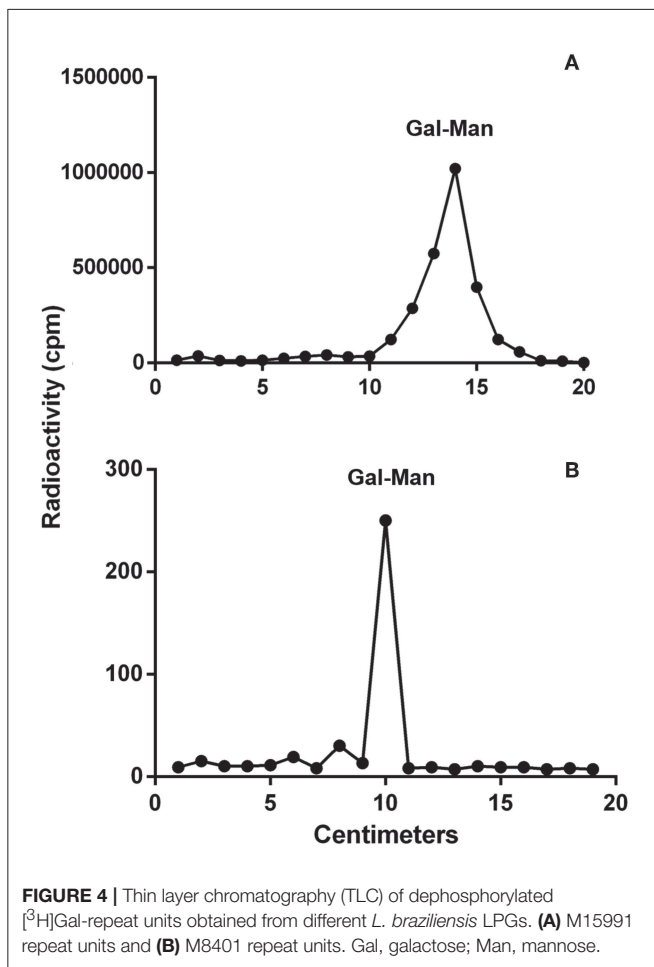 A
1500000
Gal-Man
1000000
500000
0
0 5 10 15 20
Radioactivity (cpm)
300
B
Gal-Man
200
100
0
0 5 10 15 20
Centimeters
FIGURE 4 | Thin layer chromatography (TLC) of dephosphorylated
[³H]Gal-repeat units obtained from different L. braziliensis LPGs. (A) M15991
repeat units and (B) M8401 repeat units. Gal, galactose; Man, mannose.